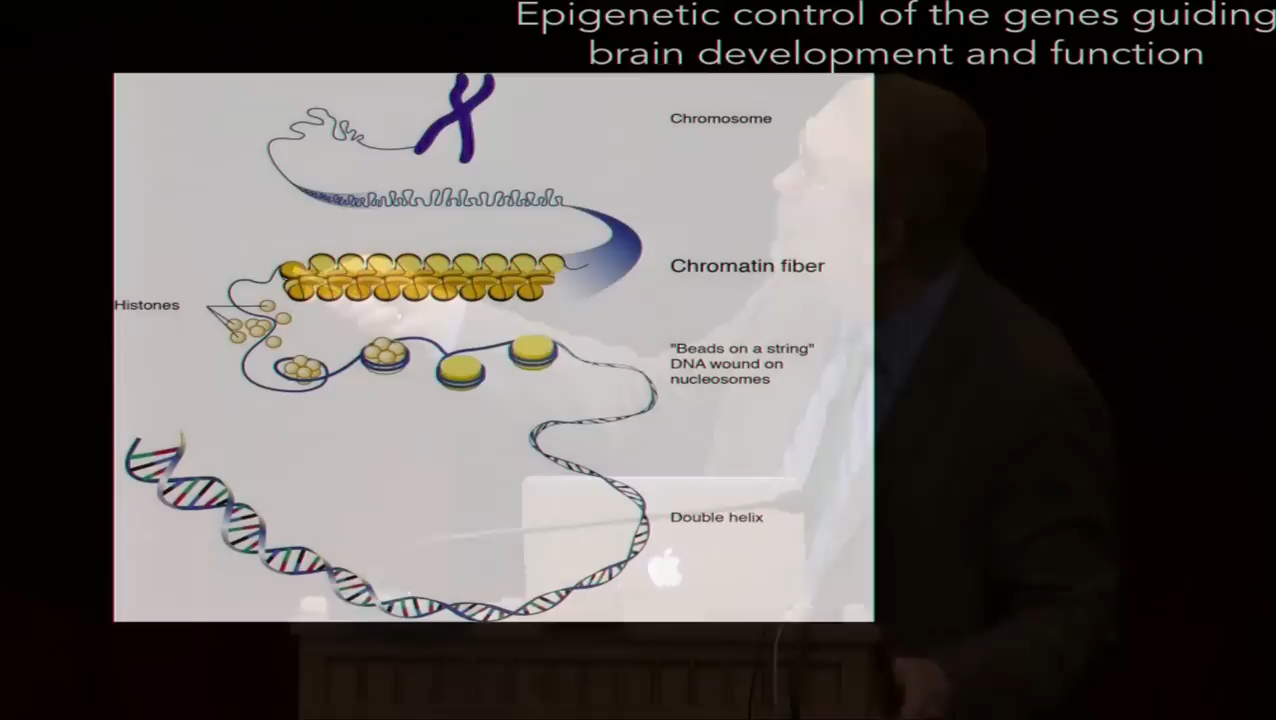 Epigenetic control of the genes guiding
brain development and function
Chromosome
Chromatin fiber
Histones
"Beads on a string"
DNA wound on
nucleosomes
Double helix